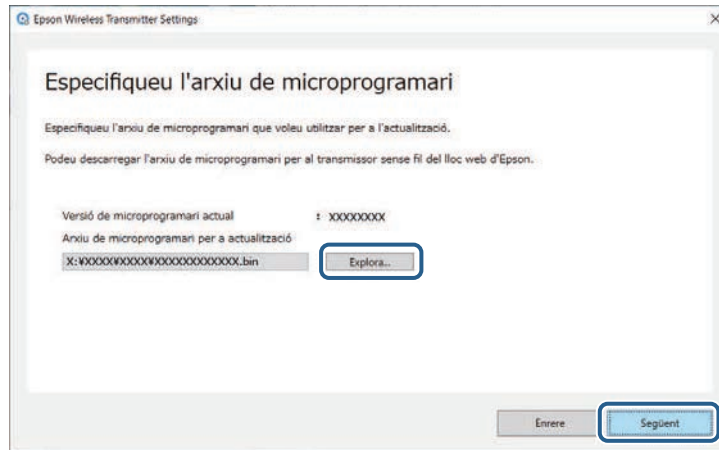 Epson Wireless Transmitter Settings
Especifiqueu l'arxiu de microprogramari
Especifiqueu l'arxiu de microprogramari que voleu utilitzar per a l'actualització.
Podeu descarregar l'arxiu de microprogramari per al transmissor sense fil del lloc web d'Epson.
Versió de microprogramari actual : XXXXXXXX
Arxiu de microprogramari per a actualització
X:¥XXXX¥XXXX¥XXXXXXXXXXXX.bin Explora...
Enrere Següent